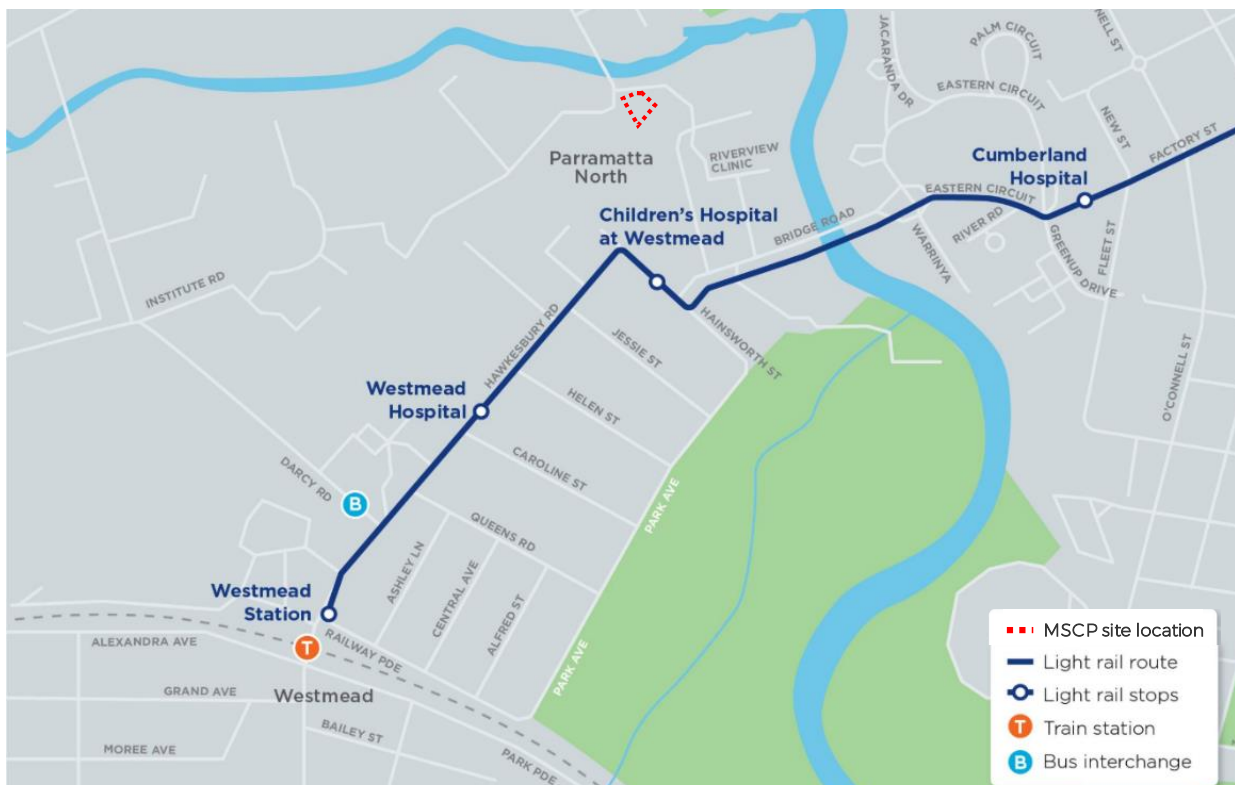 JACARANDA DR
PALM CIRCUIT
NELL ST
EASTERN CIRCUIT
NEW ST
FACTORY ST
Parramatta
North
RIVERVIEW
CLINIC
Cumberland
Hospital
EASTERN CIRCUIT
RIVER RD
Children's Hospital
at Westmead
BRIDGE ROAD
WARRINYA
GREENUP DRIVE
FLEET ST
INSTITUTE RD
HAWKESBURY RD
JESSIE ST
HAINSWORTH ST
O'CONNELL ST
Westmead
Hospital
HELEN ST
CAROLINE ST
DARCY RD
B
PARK AVE
QUEENS RD
ASHLEY LN
CENTRAL AVE
ALFRED ST
Westmead
Station
T
RAILWAY PDE
ALEXANDRA AVE
PARK AVE
GRAND AVE
Westmead
BAILEY ST
MOREE AVE
PARK PDE
MSCP site location
Light rail route
Light rail stops
T Train station
B Bus interchange